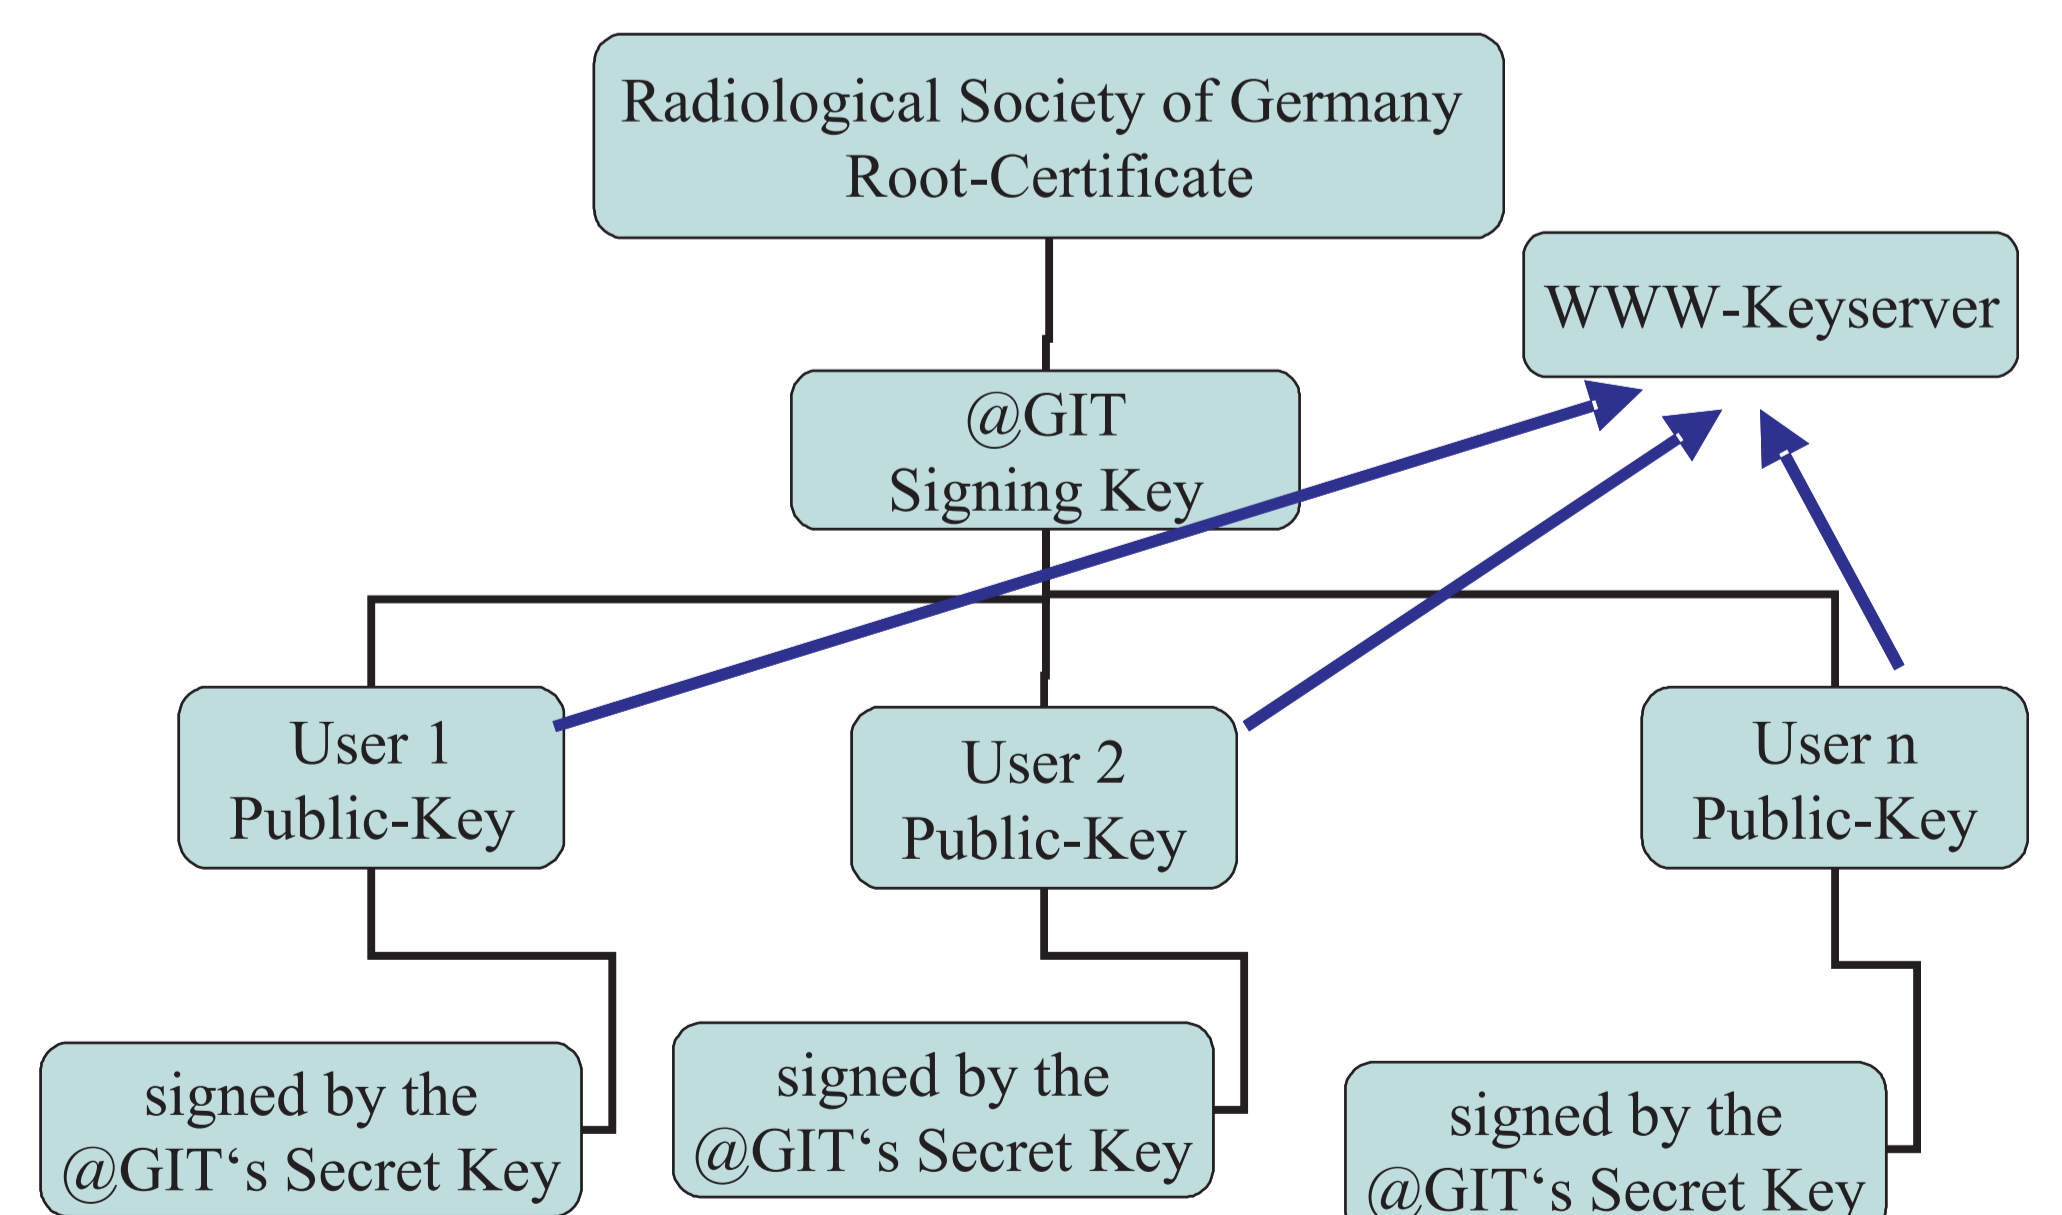 Radiological Society of Germany
Root-Certificate
WWW-Keyserver
@GIT
Signing Key
User 1
Public-Key
User 2
Public-Key
User n
Public-Key
signed by the
@GIT‘s Secret Key
signed by the
@GIT‘s Secret Key
signed by the
@GIT‘s Secret Key